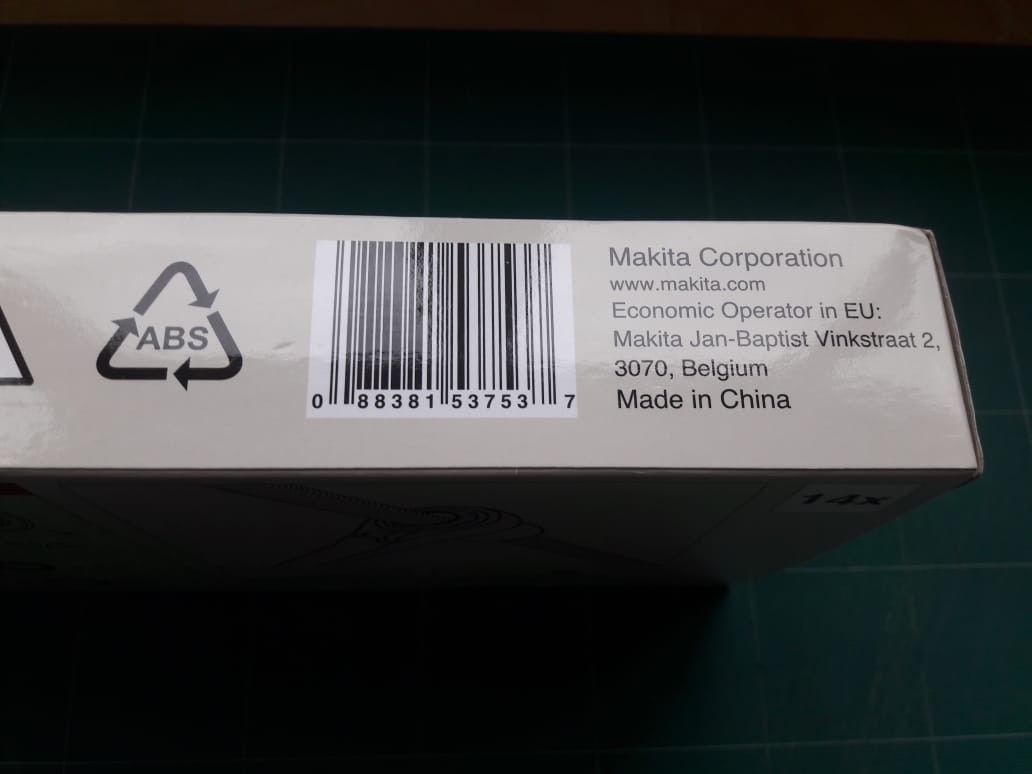 ABS
0 88381 53753 7
Makita Corporation
www.makita.com
Economic Operator in EU:
Makita Jan-Baptist Vinkstraat 2,
3070, Belgium
Made in China
14x